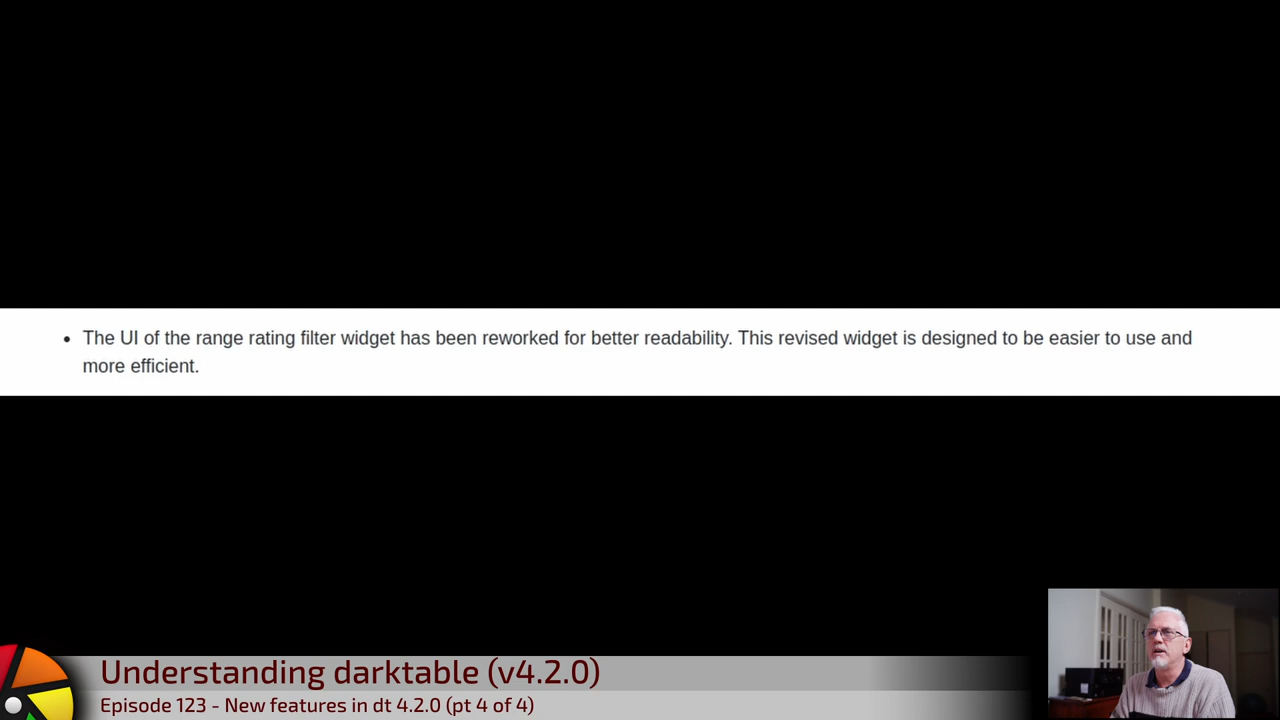 • The UI of the range rating filter widget has been reworked for better readability. This revised widget is designed to be easier to use and
more efficient.
Understanding darktable (v4.2.0)
Episode 123 - New features in dt 4.2.0 (pt 4 of 4)